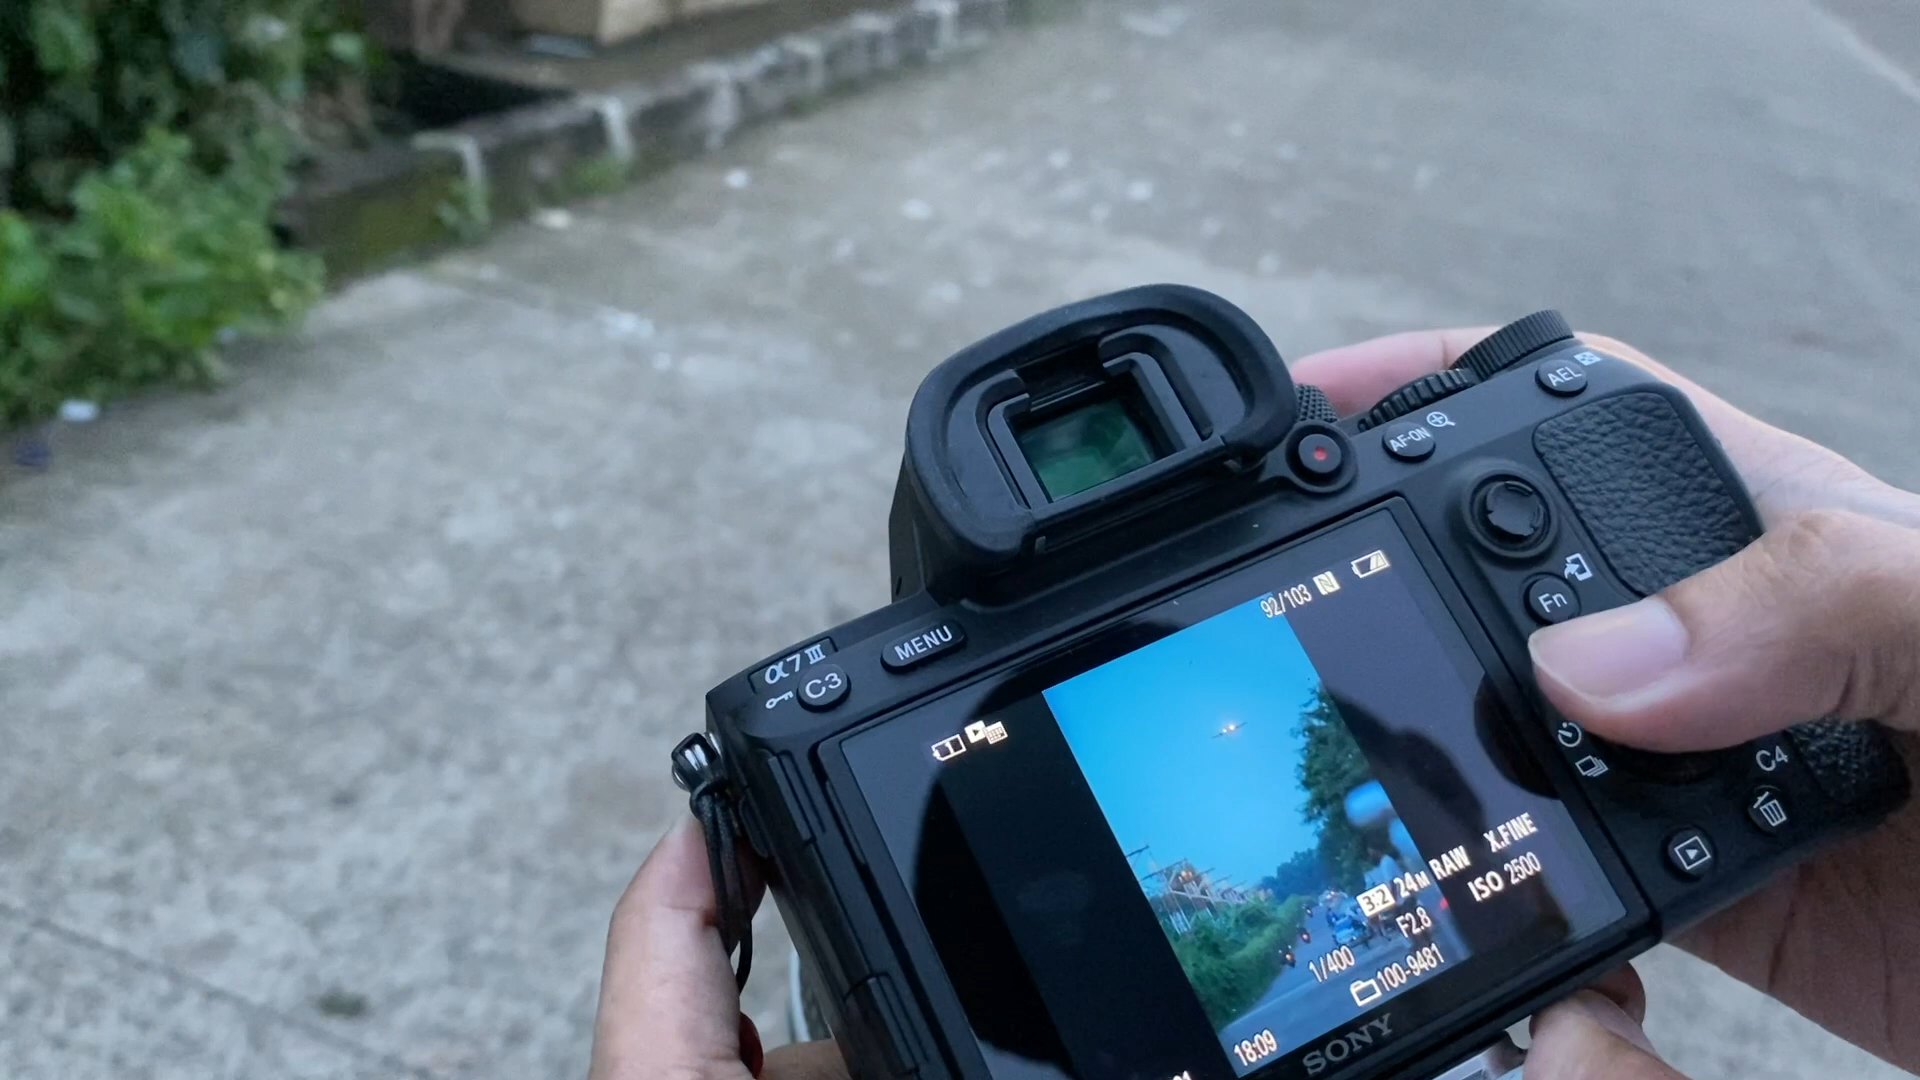 AEL
AF-ON
Fn
α7III
C3
MENU
92/103
1
RAW X.FINE
3:2 24M ISO 2500
F2.8
1/400
100-9481
18:09
SONY
C4